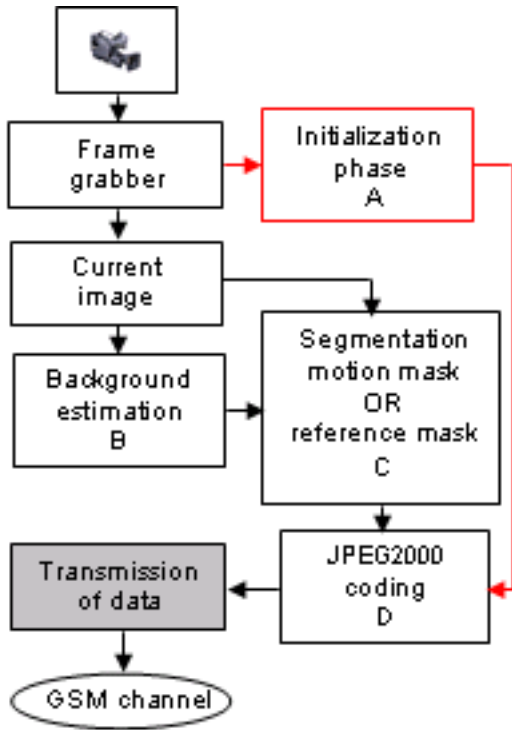 Frame
grabber
Initialization
phase
A
Current
image
Segmentation
motion mask
OR
reference mask
C
Background
estimation
B
JPEG2000
coding
D
Transmission
of data
GSM channel